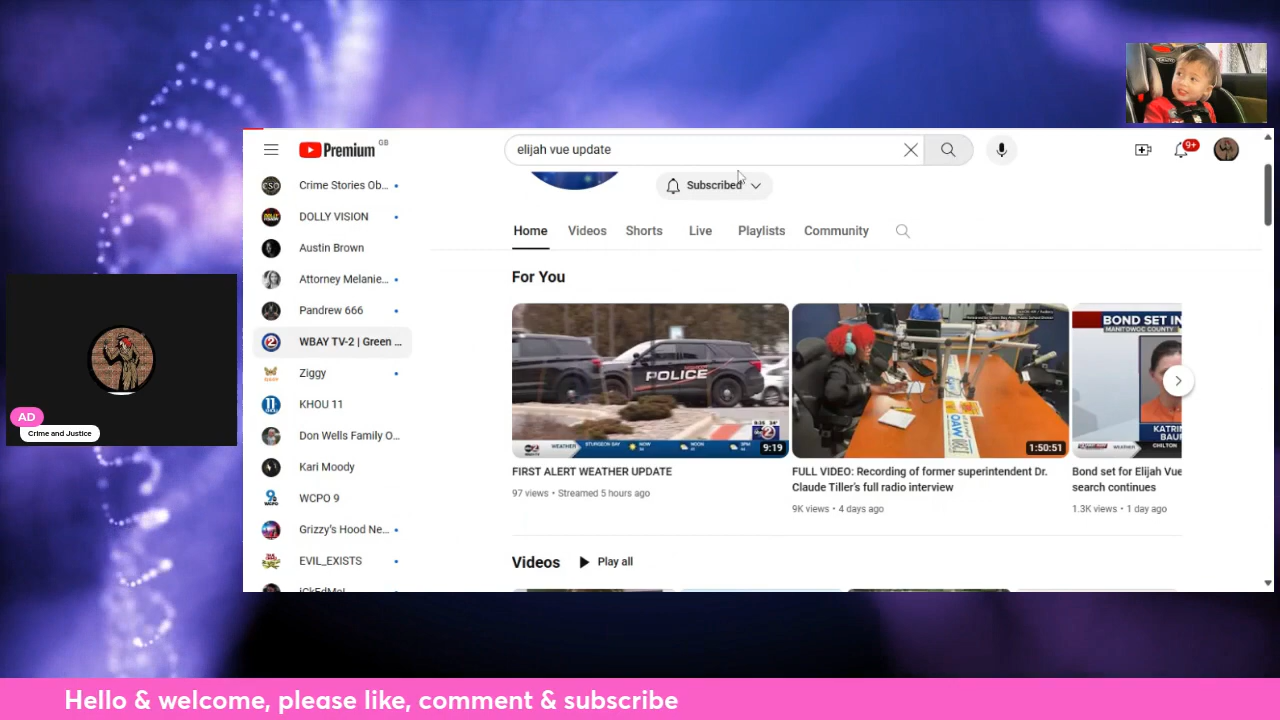 Premium GB
elijah vue update
9+
Crime Stories Ob...
DOLLY VISION
Austin Brown
Attorney Melanie...
Pandrew 666
WBAY TV-2 | Green ...
Ziggy
KHOU 11
Don Wells Family O...
Kari Moody
WCPO 9
Grizzy's Hood Ne...
EVIL_EXISTS
Subscribed
Home Videos Shorts Live Playlists Community
For You
POLICE
WEATHER
9:19
FIRST ALERT WEATHER UPDATE
97 views • Streamed 5 hours ago
1:50:51
FULL VIDEO: Recording of former superintendent Dr.
Claude Tiller's full radio interview
9K views • 4 days ago
BOND SET IN
MANITOWOC COUNTY
KATRIN
BAU
CHILTON
Bond set for Elijah Vue
search continues
1.3K views • 1 day ago
Videos
Play all
AD
Crime and Justice
Hello & welcome, please like, comment & subscribe